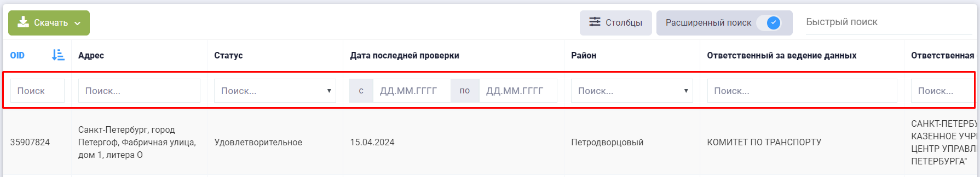 Скачать
Столбцы
Расширенный поиск
Быстрый поиск
OID Адрес Статус Дата последней проверки Район Ответственный за ведение данных Ответственная
Поиск Поиск... Поиск... с ДД.ММ.ГГГГ по ДД.ММ.ГГГГ Поиск... Поиск... Поиск...
35907824
Санкт-Петербург, город
Петергоф, Фабричная улица,
дом 1, литера О
Удовлетворительное
15.04.2024
Петродворцовый
КОМИТЕТ ПО ТРАНСПОРТУ
САНКТ-ПЕТЕРБУ
КАЗЕННОЕ УЧР
ЦЕНТР УПРАВЛ
ПЕТЕРБУРГА"